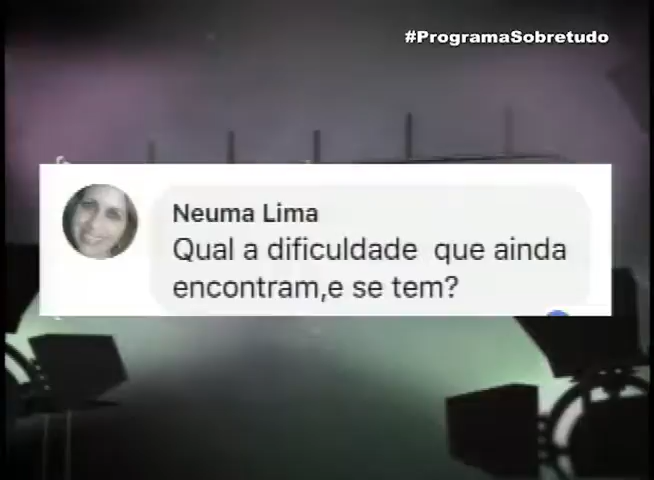 #ProgramaSobretudo
Neuma Lima
Qual a dificuldade que ainda
encontram,e se tem?